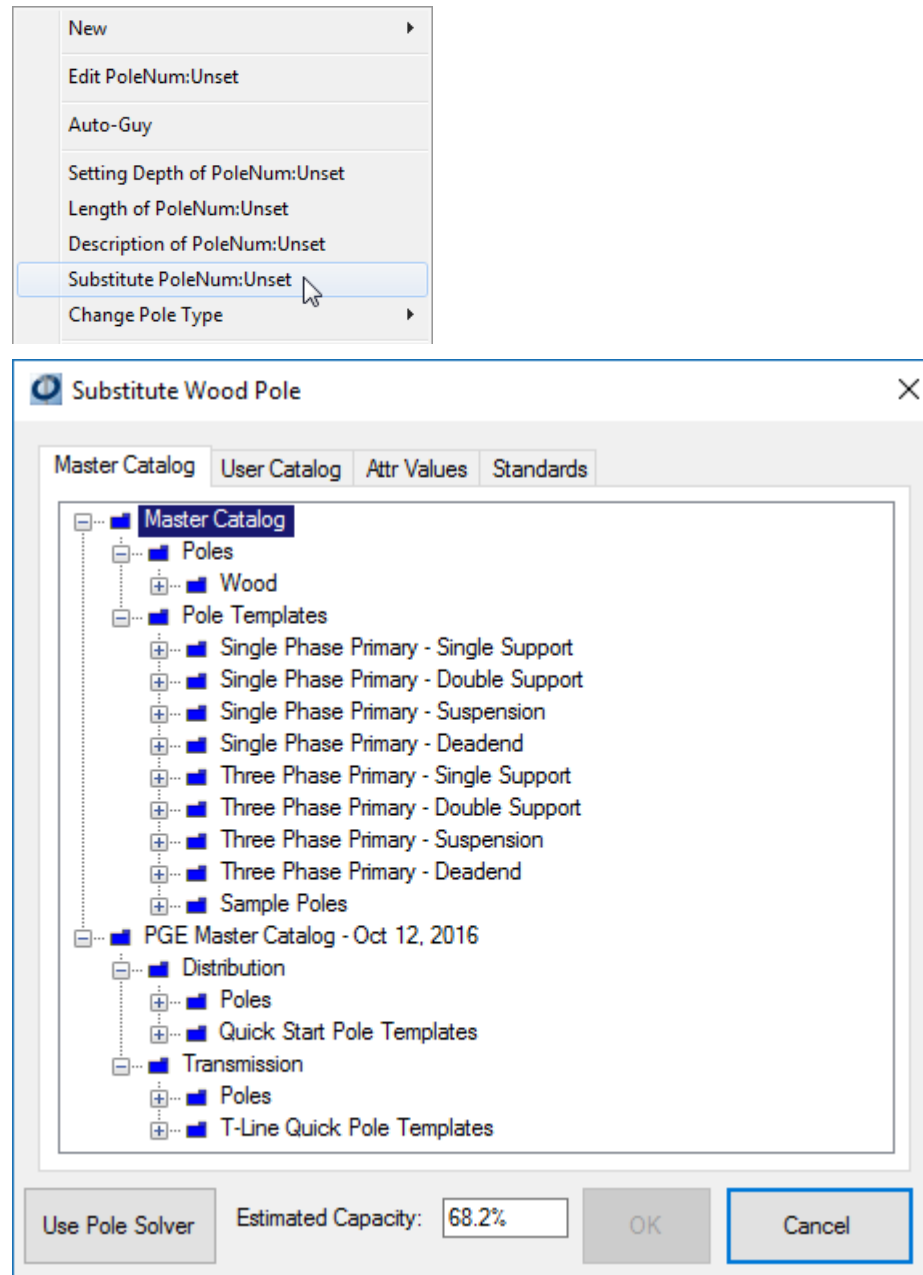 New
Edit PoleNum:Unset
Auto-Guy
Setting Depth of PoleNum:Unset
Length of PoleNum:Unset
Description of PoleNum:Unset
Substitute PoleNum:Unset
Change Pole Type
Substitute Wood Pole
Master Catalog User Catalog Attr Values Standards
Master Catalog
Poles
Wood
Pole Templates
Single Phase Primary - Single Support
Single Phase Primary - Double Support
Single Phase Primary - Suspension
Single Phase Primary - Deadend
Three Phase Primary - Single Support
Three Phase Primary - Double Support
Three Phase Primary - Suspension
Three Phase Primary - Deadend
Sample Poles
PGE Master Catalog - Oct 12, 2016
Distribution
Poles
Quick Start Pole Templates
Transmission
Poles
T-Line Quick Pole Templates
Use Pole Solver Estimated Capacity: 68.2% OK Cancel